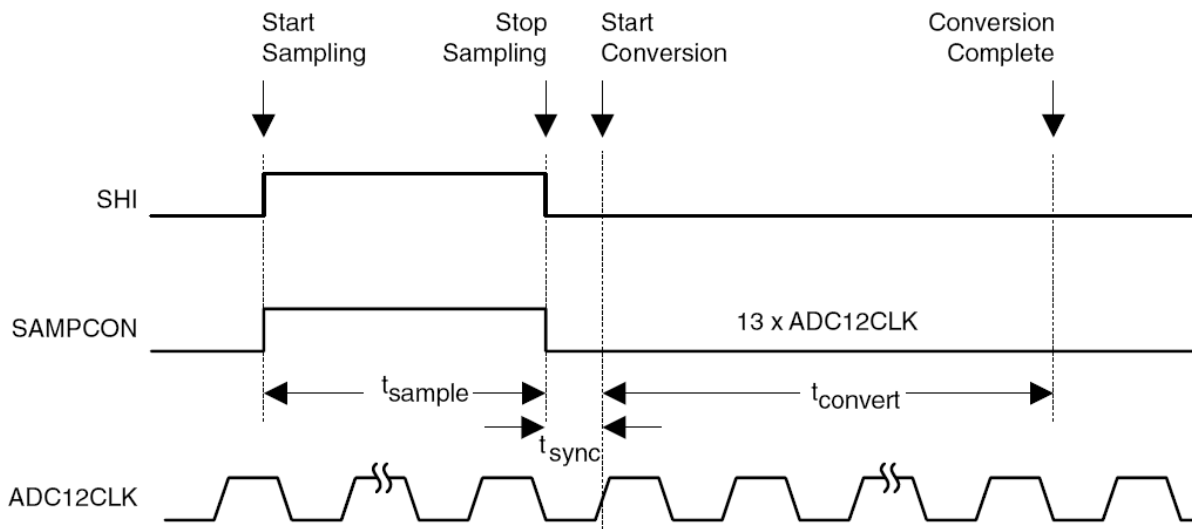 Start
Sampling
Stop
Sampling
Start
Conversion
Conversion
Complete
SHI
SAMPCON
13 x ADC12CLK
tsample
tconvert
tsync
ADC12CLK